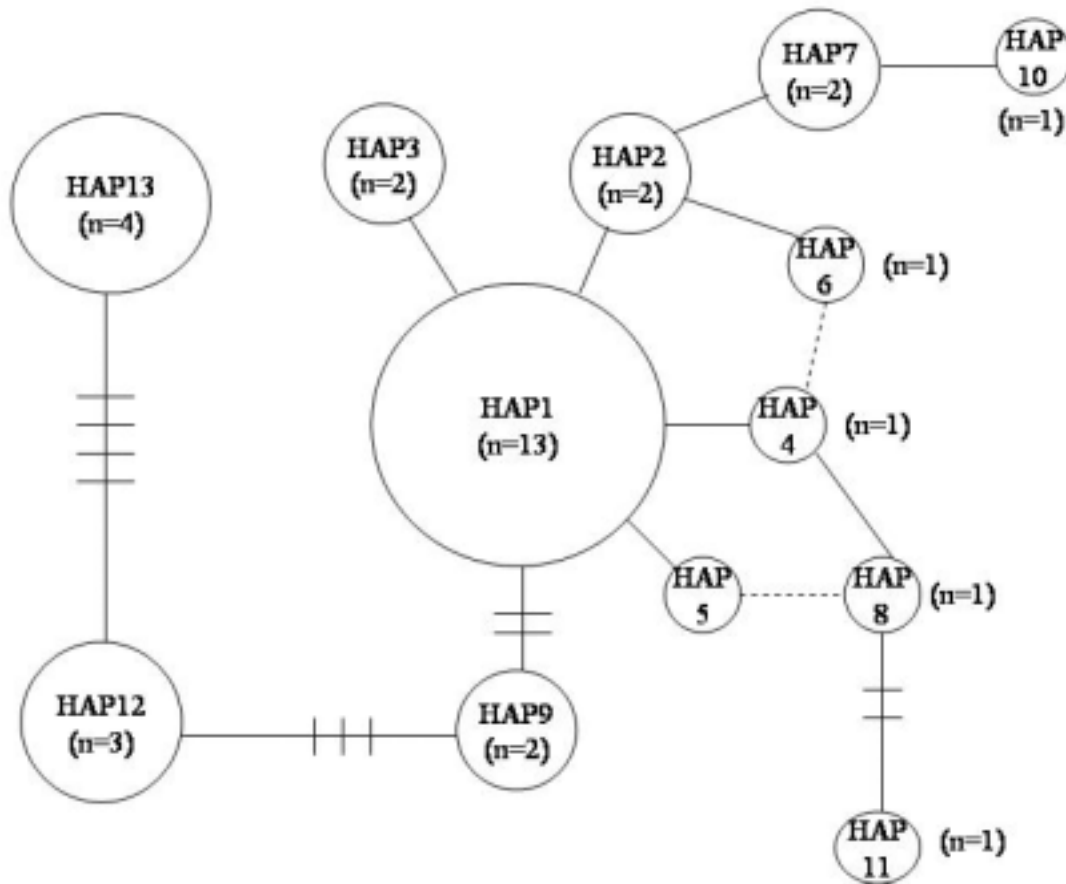 HAP7
(n=2)
HAP
10
(n=1)
HAP3
(n=2)
HAP2
(n=2)
HAP13
(n=4)
HAP
6
(n=1)
HAP1
(n=13)
HAP
4
(n=1)
HAP
5
HAP
8
(n=1)
HAP12
(n=3)
HAP9
(n=2)
HAP
11
(n=1)